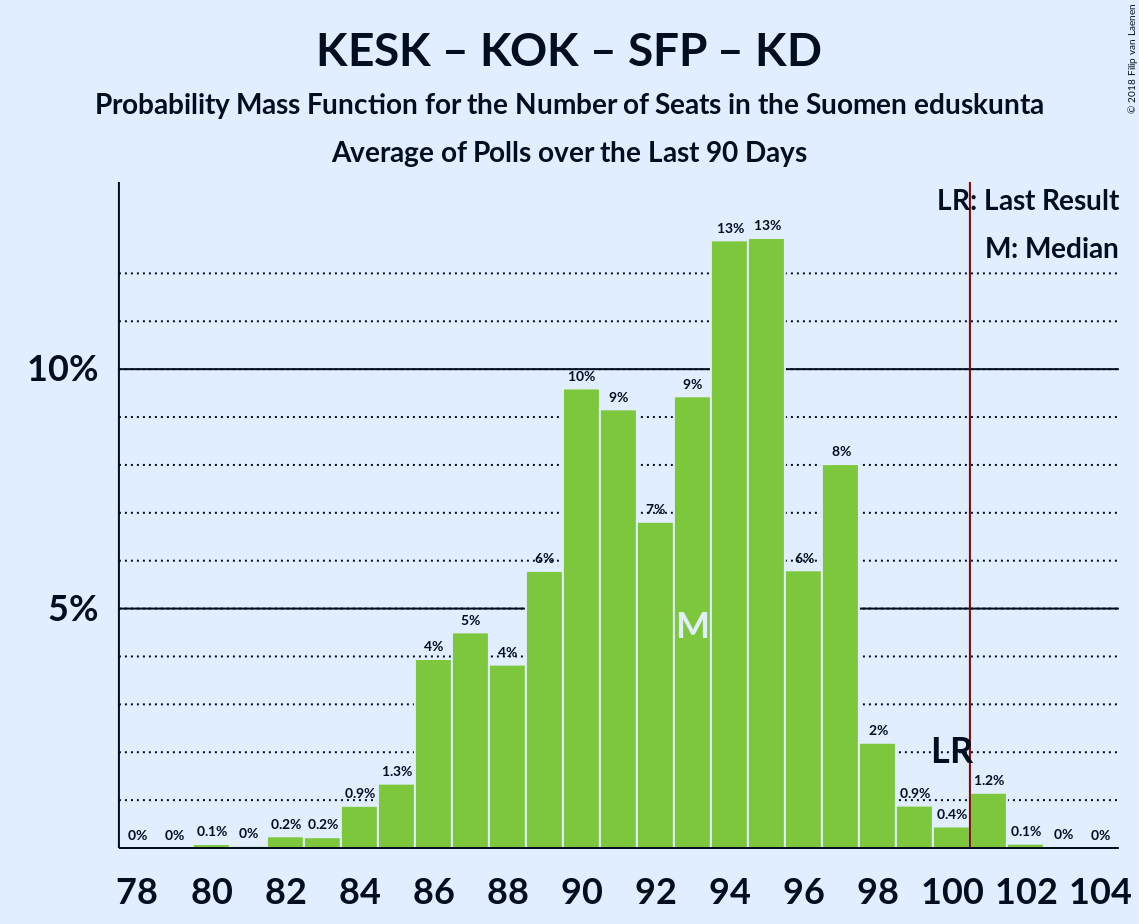 KESK – KOK – SFP – KD
Probability Mass Function for the Number of Seats in the Suomen eduskunta
Average of Polls over the Last 90 Days
© 2018 Filip van Laenen
LR: Last Result
M: Median
10%
5%
0% 0% 0.1% 0% 0.2% 0.2% 0.9% 1.3% 4% 5% 4% 6% 10% 9% 7% 9% 13% 13% 6% 8% 2% 0.9% 0.4% 1.2% 0.1% 0% 0%
M
LR
78 80 82 84 86 88 90 92 94 96 98 100 102 104